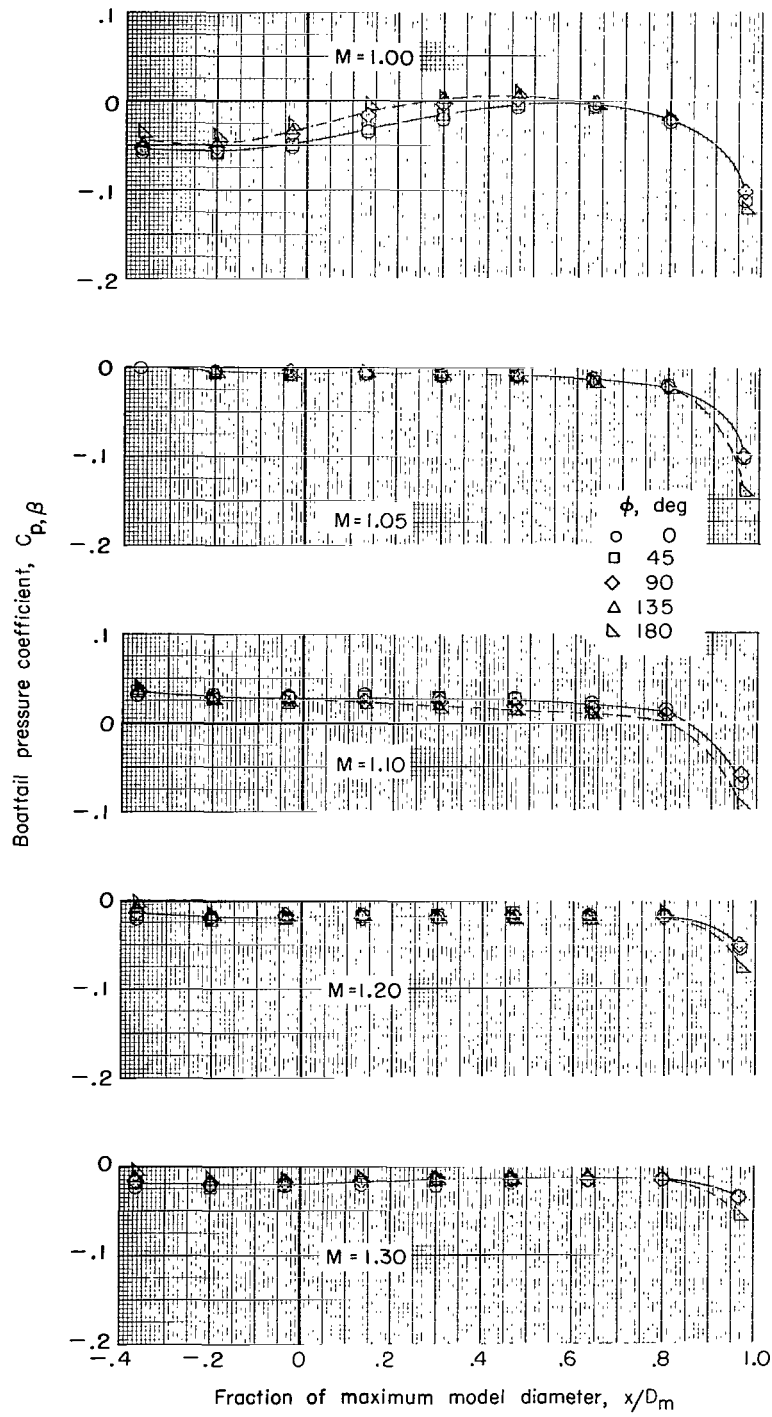 .1
M = 1.00
0
-.1
-.2
0
-.1
M = 1.05
-.2
φ, deg
○ 0
□ 45
◇ 90
△ 135
◺ 180
.1
0
M = 1.10
-.1
0
-.1
M = 1.20
-.2
0
-.1
M = 1.30
-.2
-.4 -.2 0 .2 .4 .6 .8 1.0
Boattail pressure coefficient, Cp,β
Fraction of maximum model diameter, x/Dm